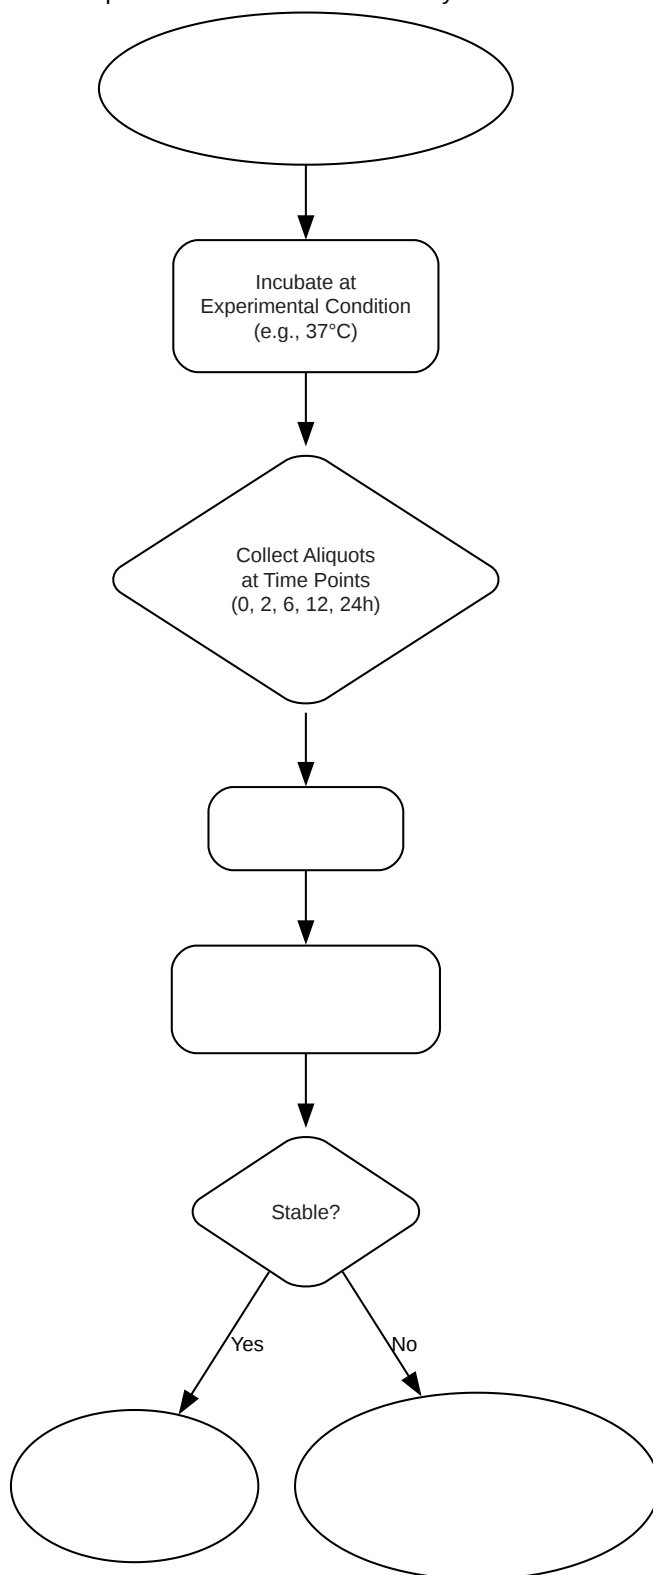 Incubate at
Experimental Condition
(e.g., 37°C)
Collect Aliquots
at Time Points
(0, 2, 6, 12, 24h)
Stable?
Yes
No